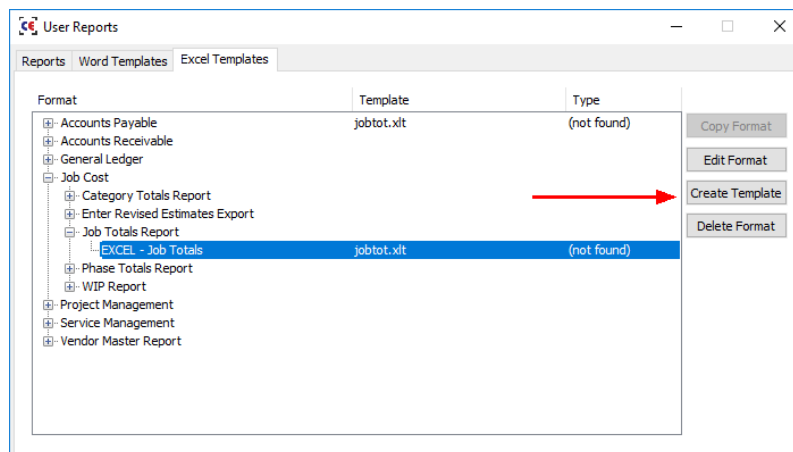 CE User Reports
Reports Word Templates Excel Templates
Format Template Type
Accounts Payable jobtot.xlt (not found)
Accounts Receivable
General Ledger
Job Cost
Category Totals Report
Enter Revised Estimates Export
Job Totals Report
EXCEL - Job Totals jobtot.xlt (not found)
Phase Totals Report
WIP Report
Project Management
Service Management
Vendor Master Report
Copy Format
Edit Format
Create Template
Delete Format